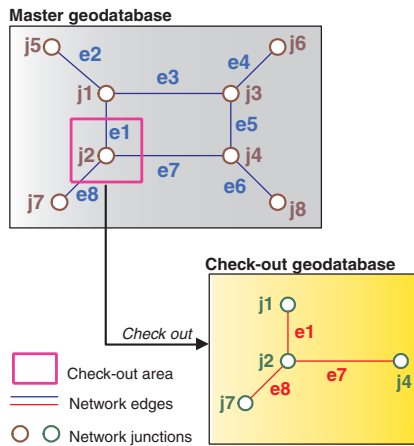 Master geodatabase
j5 j6
e2 e3 e4
j1 j3
e1 e5
j2 j4
e7
j7 e8 e6 j8
Check-out geodatabase
j1
Check out e1
j2
e7 j4
j7 e8
Check-out area
Network edges
Network junctions